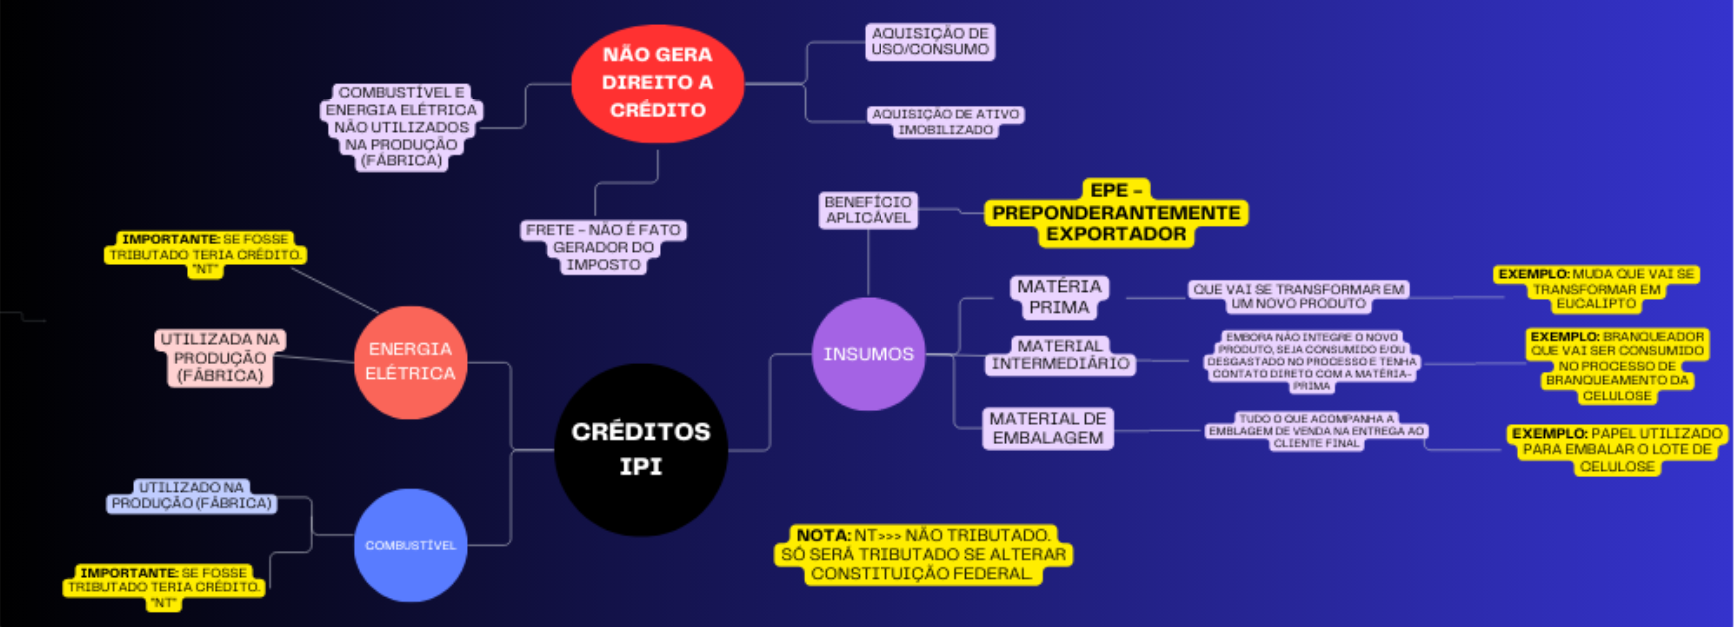 NÃO GERA
DIREITO A
CRÉDITO
AQUISIÇÃO DE
USO/CONSUMO
AQUISIÇÃO DE ATIVO
IMOBILIZADO
COMBUSTÍVEL E
ENERGIA ELÉTRICA
NÃO UTILIZADOS
NA PRODUÇÃO
(FÁBRICA)
FRETE - NÃO É FATO
GERADOR DO
IMPOSTO
BENEFÍCIO
APLICÁVEL
EPE -
PREPONDERANTEMENTE
EXPORTADOR
IMPORTANTE: SE FOSSE
TRIBUTADO TERIA CRÉDITO.
"NT"
UTILIZADA NA
PRODUÇÃO
(FÁBRICA)
ENERGIA
ELÉTRICA
CRÉDITOS
IPI
INSUMOS
MATÉRIA
PRIMA
QUE VAI SE TRANSFORMAR EM
UM NOVO PRODUTO
EXEMPLO: MUDA QUE VAI SE
TRANSFORMAR EM
EUCALIPTO
MATERIAL
INTERMEDIÁRIO
EMBORA NÃO INTEGRE O NOVO
PRODUTO, SEJA CONSUMIDO E/OU
DESGASTADO NO PROCESSO E TENHA
CONTATO DIRETO COM A MATÉRIA-
PRIMA
EXEMPLO: BRANQUEADOR
QUE VAI SER CONSUMIDO
NO PROCESSO DE
BRANQUEAMENTO DA
CELULOSE
MATERIAL DE
EMBALAGEM
TUDO O QUE ACOMPANHA A
EMBLAGEM DE VENDA NA ENTREGA AO
CLIENTE FINAL
EXEMPLO: PAPEL UTILIZADO
PARA EMBALAR O LOTE DE
CELULOSE
UTILIZADO NA
PRODUÇÃO (FÁBRICA)
COMBUSTÍVEL
IMPORTANTE: SE FOSSE
TRIBUTADO TERIA CRÉDITO.
"NT"
NOTA: NT>>> NÃO TRIBUTADO.
SÓ SERÁ TRIBUTADO SE ALTERAR
CONSTITUIÇÃO FEDERAL.